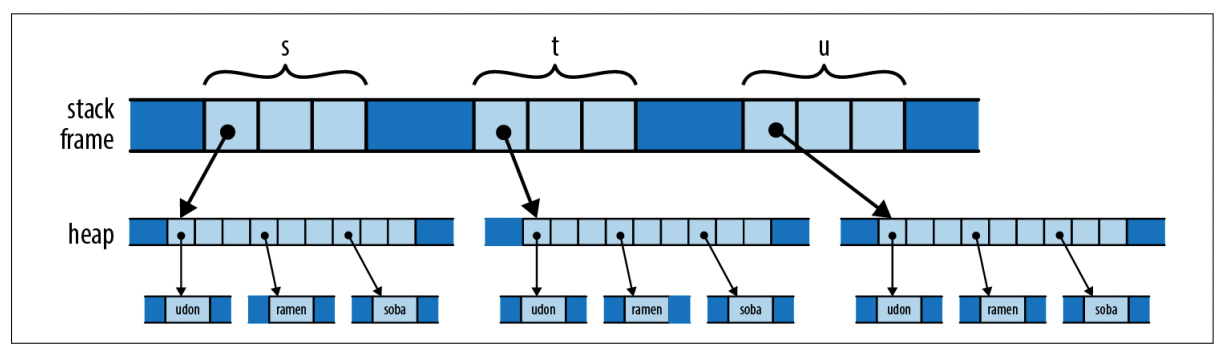 s t u
stack
frame
heap
udon ramen soba udon ramen soba udon ramen soba